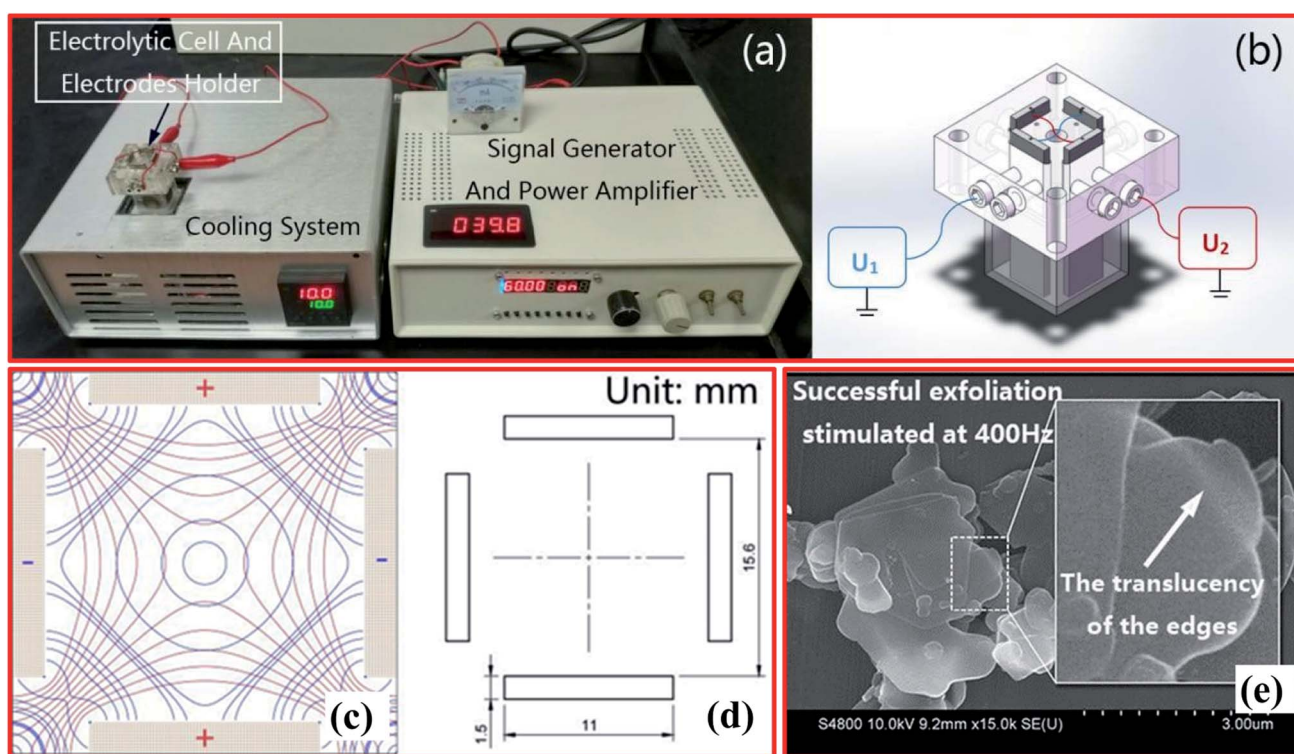 Electrolytic Cell And
Electrodes Holder
(a)
Signal Generator
And Power Amplifier
Cooling System
039.8
10.0
10.0
60.00 on
(b)
U₁
U₂
+
-
-
+
(c)
Unit: mm
15.6
1.5
11
(d)
Successful exfoliation
stimulated at 400Hz
The translucency
of the edges
(e)
S4800 10.0kV 9.2mm x15.0k SE(U)
3.00um